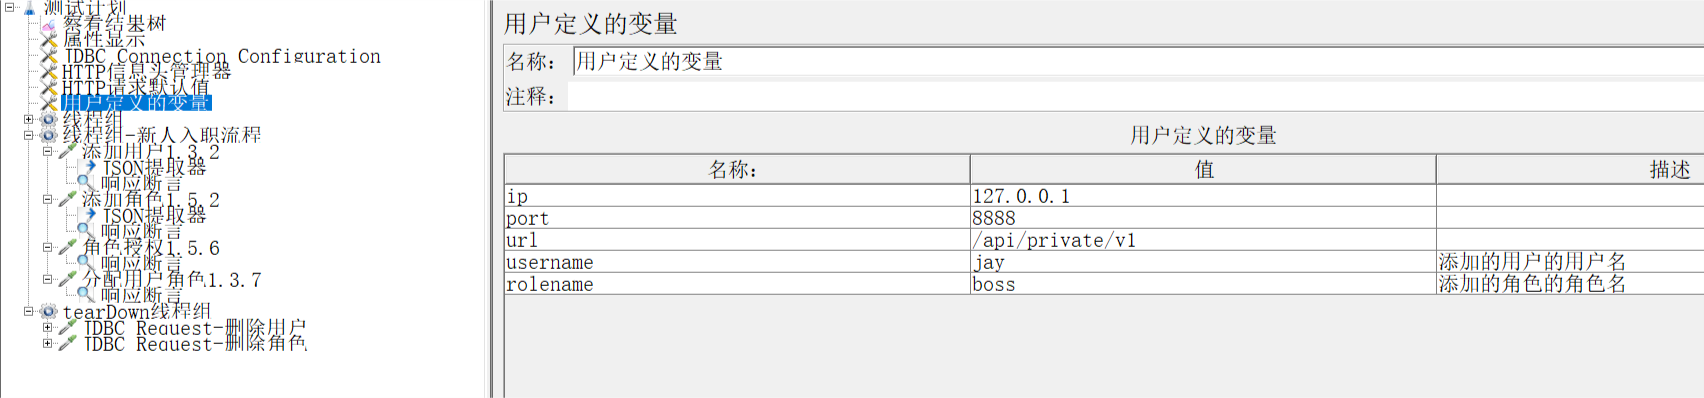 测试计划
察看结果树
属性显示
JDBC Connection Configuration
HTTP信息头管理器
HTTP请求默认值
用户定义的变量
线程组
线程组-新人入职流程
添加用户1.3.2
JSON提取器
响应断言
添加角色1.5.2
JSON提取器
响应断言
角色授权1.5.6
响应断言
分配用户角色1.3.7
响应断言
tearDown线程组
JDBC Request-删除用户
JDBC Request-删除角色
用户定义的变量
名称： 用户定义的变量
注释：
用户定义的变量
名称： 值 描述
ip 127.0.0.1
port 8888
url /api/private/v1
username jay 添加的用户的用户名
rolename boss 添加的角色的角色名